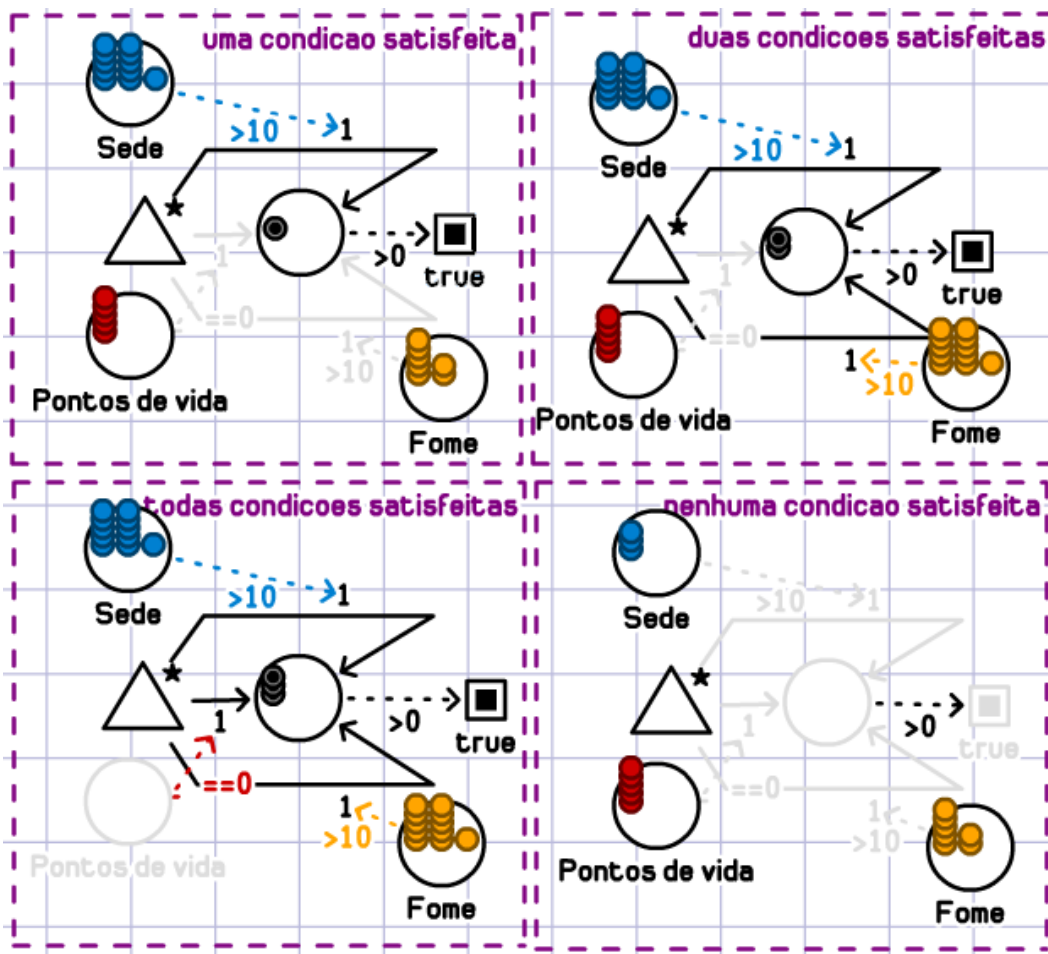 uma condicao satisfeita
Sede
>10
1
*
1
>0
true
==0
1
>10
Pontos de vida
Fome
duas condicoes satisfeitas
Sede
>10
1
*
1
>0
true
==0
1
>10
Pontos de vida
Fome
todas condicoes satisfeitas
Sede
>10
1
*
1
>0
true
==0
1
>10
Pontos de vida
Fome
nenhuma condicao satisfeita
Sede
>10
1
*
1
>0
true
==0
1
>10
Pontos de vida
Fome